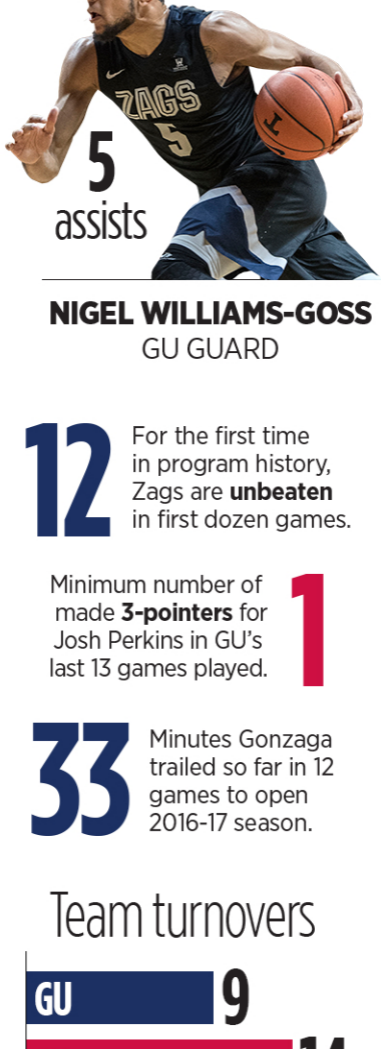 ZAGS
5
5
assists
NIGEL WILLIAMS-GOSS
GU GUARD
12
For the first time
in program history,
Zags are unbeaten
in first dozen games.
Minimum number of
made 3-pointers for
Josh Perkins in GU's
last 13 games played.
1
33
Minutes Gonzaga
trailed so far in 12
games to open
2016-17 season.
Team turnovers
GU 9